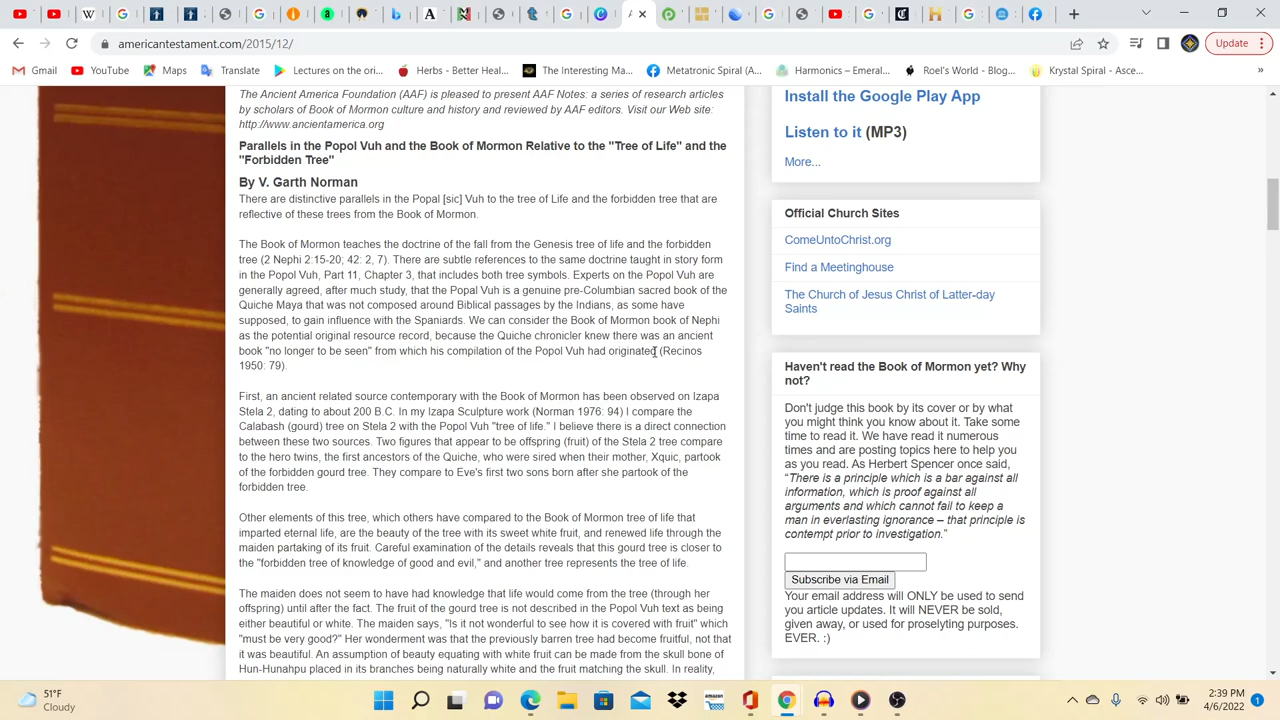 americantestament.com/2015/12/
Update
Gmail
YouTube
Maps
Translate
Lectures on the ori...
Herbs - Better Heal...
The Interesting Ma...
Metatronic Spiral (A...
Harmonics – Emeral...
Roel's World - Blog...
Krystal Spiral - Asce...
The Ancient America Foundation (AAF) is pleased to present AAF Notes: a series of research articles
by scholars of Book of Mormon culture and history and reviewed by AAF editors. Visit our Web site:
http://www.ancientamerica.org
Parallels in the Popol Vuh and the Book of Mormon Relative to the "Tree of Life" and the
"Forbidden Tree"
By V. Garth Norman
There are distinctive parallels in the Popal [sic] Vuh to the tree of Life and the forbidden tree that are
reflective of these trees from the Book of Mormon.
The Book of Mormon teaches the doctrine of the fall from the Genesis tree of life and the forbidden
tree (2 Nephi 2:15-20; 42: 2, 7). There are subtle references to the same doctrine taught in story form
in the Popol Vuh, Part 11, Chapter 3, that includes both tree symbols. Experts on the Popol Vuh are
generally agreed, after much study, that the Popal Vuh is a genuine pre-Columbian sacred book of the
Quiche Maya that was not composed around Biblical passages by the Indians, as some have
supposed, to gain influence with the Spaniards. We can consider the Book of Mormon book of Nephi
as the potential original resource record, because the Quiche chronicler knew there was an ancient
book "no longer to be seen" from which his compilation of the Popol Vuh had originated (Recinos
1950: 79).
First, an ancient related source contemporary with the Book of Mormon has been observed on Izapa
Stela 2, dating to about 200 B.C. In my Izapa Sculpture work (Norman 1976: 94) I compare the
Calabash (gourd) tree on Stela 2 with the Popol Vuh "tree of life." I believe there is a direct connection
between these two sources. Two figures that appear to be offspring (fruit) of the Stela 2 tree compare
to the hero twins, the first ancestors of the Quiche, who were sired when their mother, Xquic, partook
of the forbidden gourd tree. They compare to Eve's first two sons born after she partook of the
forbidden tree.
Other elements of this tree, which others have compared to the Book of Mormon tree of life that
imparted eternal life, are the beauty of the tree with its sweet white fruit, and renewed life through the
maiden partaking of its fruit. Careful examination of the details reveals that this gourd tree is closer to
the "forbidden tree of knowledge of good and evil," and another tree represents the tree of life.
The maiden does not seem to have had knowledge that life would come from the tree (through her
offspring) until after the fact. The fruit of the gourd tree is not described in the Popol Vuh text as being
either beautiful or white. The maiden says, "Is it not wonderful to see how it is covered with fruit" which
"must be very good?" Her wonderment was that the previously barren tree had become fruitful, not that
it was beautiful. An assumption of beauty equating with white fruit can be made from the skull bone of
Hun-Hunahpu placed in its branches being naturally white and the fruit matching the skull. In reality,
Install the Google Play App
Listen to it (MP3)
More...
Official Church Sites
ComeUntoChrist.org
Find a Meetinghouse
The Church of Jesus Christ of Latter-day
Saints
Haven't read the Book of Mormon yet? Why
not?
Don't judge this book by its cover or by what
you might think you know about it. Take some
time to read it. We have read it numerous
times and are posting topics here to help you
as you read. As Herbert Spencer once said,
"There is a principle which is a bar against all
information, which is proof against all
arguments and which cannot fail to keep a
man in everlasting ignorance – that principle is
contempt prior to investigation."
Subscribe via Email
Your email address will ONLY be used to send
you article updates. It will NEVER be sold,
given away, or used for proselyting purposes.
EVER. :)
51°F
Cloudy
2:39 PM
4/6/2022